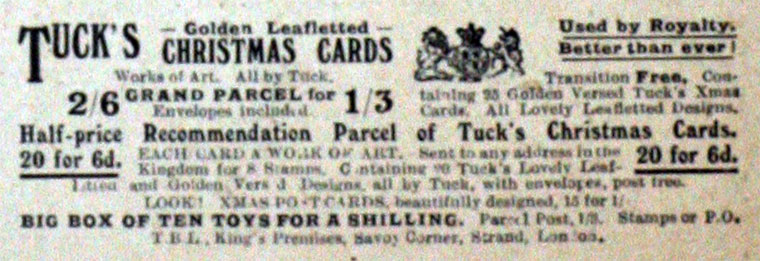 TUCK'S
Golden Leafletted
CHRISTMAS CARDS
Works of Art. All by Tuck.
2/6 GRAND PARCEL for 1/3
Envelopes included.
Used by Royalty.
Better than ever!
Transition Free, Con-
taining 25 Golden Versed Tuck's Xmas
Cards. All Lovely Leafletted Designs.
Half-price Recommendation Parcel of Tuck's Christmas Cards.
20 for 6d. EACH CARD A WORK OF ART. Sent to any address in the 20 for 6d.
Kingdom for 8 Stamps. Containing 20 Tuck's Lovely Leaf-
letted and Golden Versed Designs, all by Tuck, with envelopes, post free.
LOOK! XMAS POSTCARDS, beautifully designed, 15 for 1/-
BIG BOX OF TEN TOYS FOR A SHILLING. Parcel Post, 1/3. Stamps or P.O.
T.B.L., King's Premises, Savoy Corner, Strand, London.